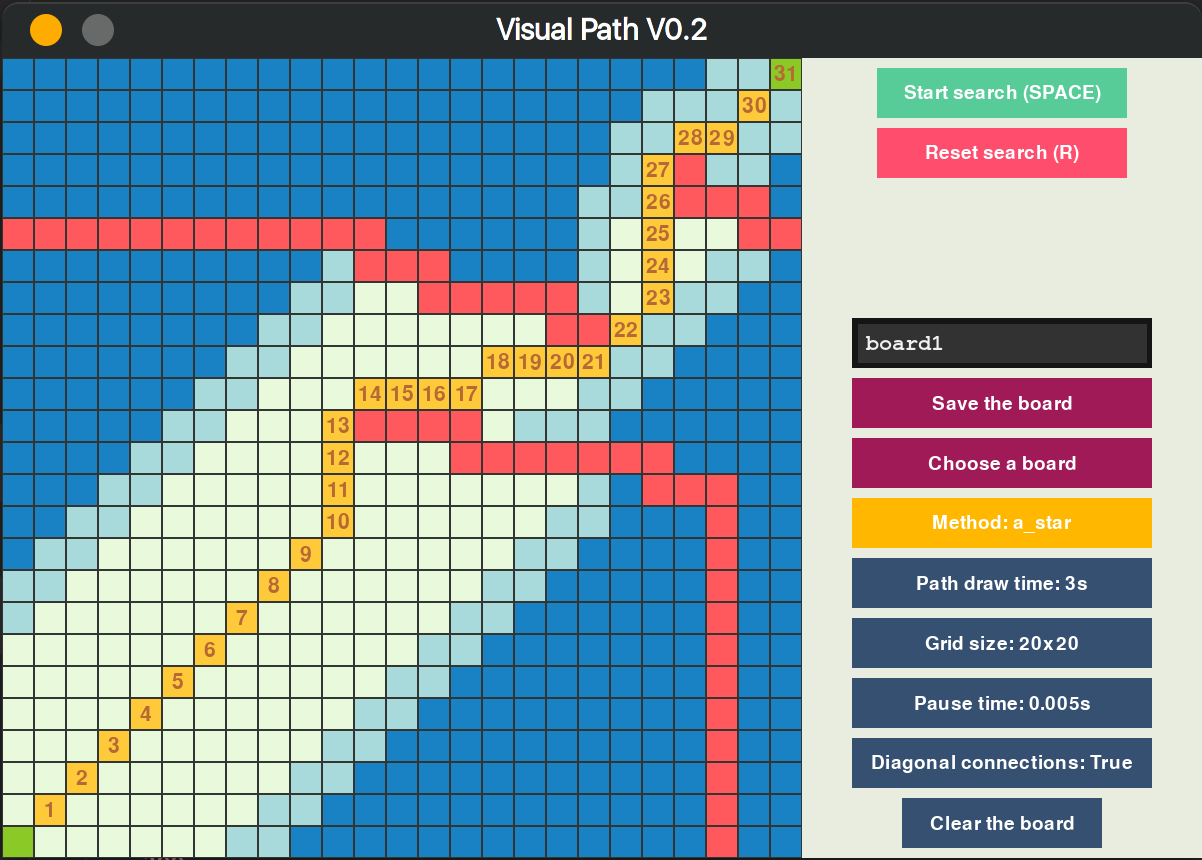 Visual Path V0.2
31
Start search (SPACE)
30
28 29
Reset search (R)
27
26
25
24
23
22
board1
18 19 20 21
14 15 16 17
Save the board
13
12
Choose a board
11
10
Method: a_star
9
8
Path draw time: 3s
7
6
Grid size: 20x20
5
4
Pause time: 0.005s
3
2
Diagonal connections: True
1
Clear the board